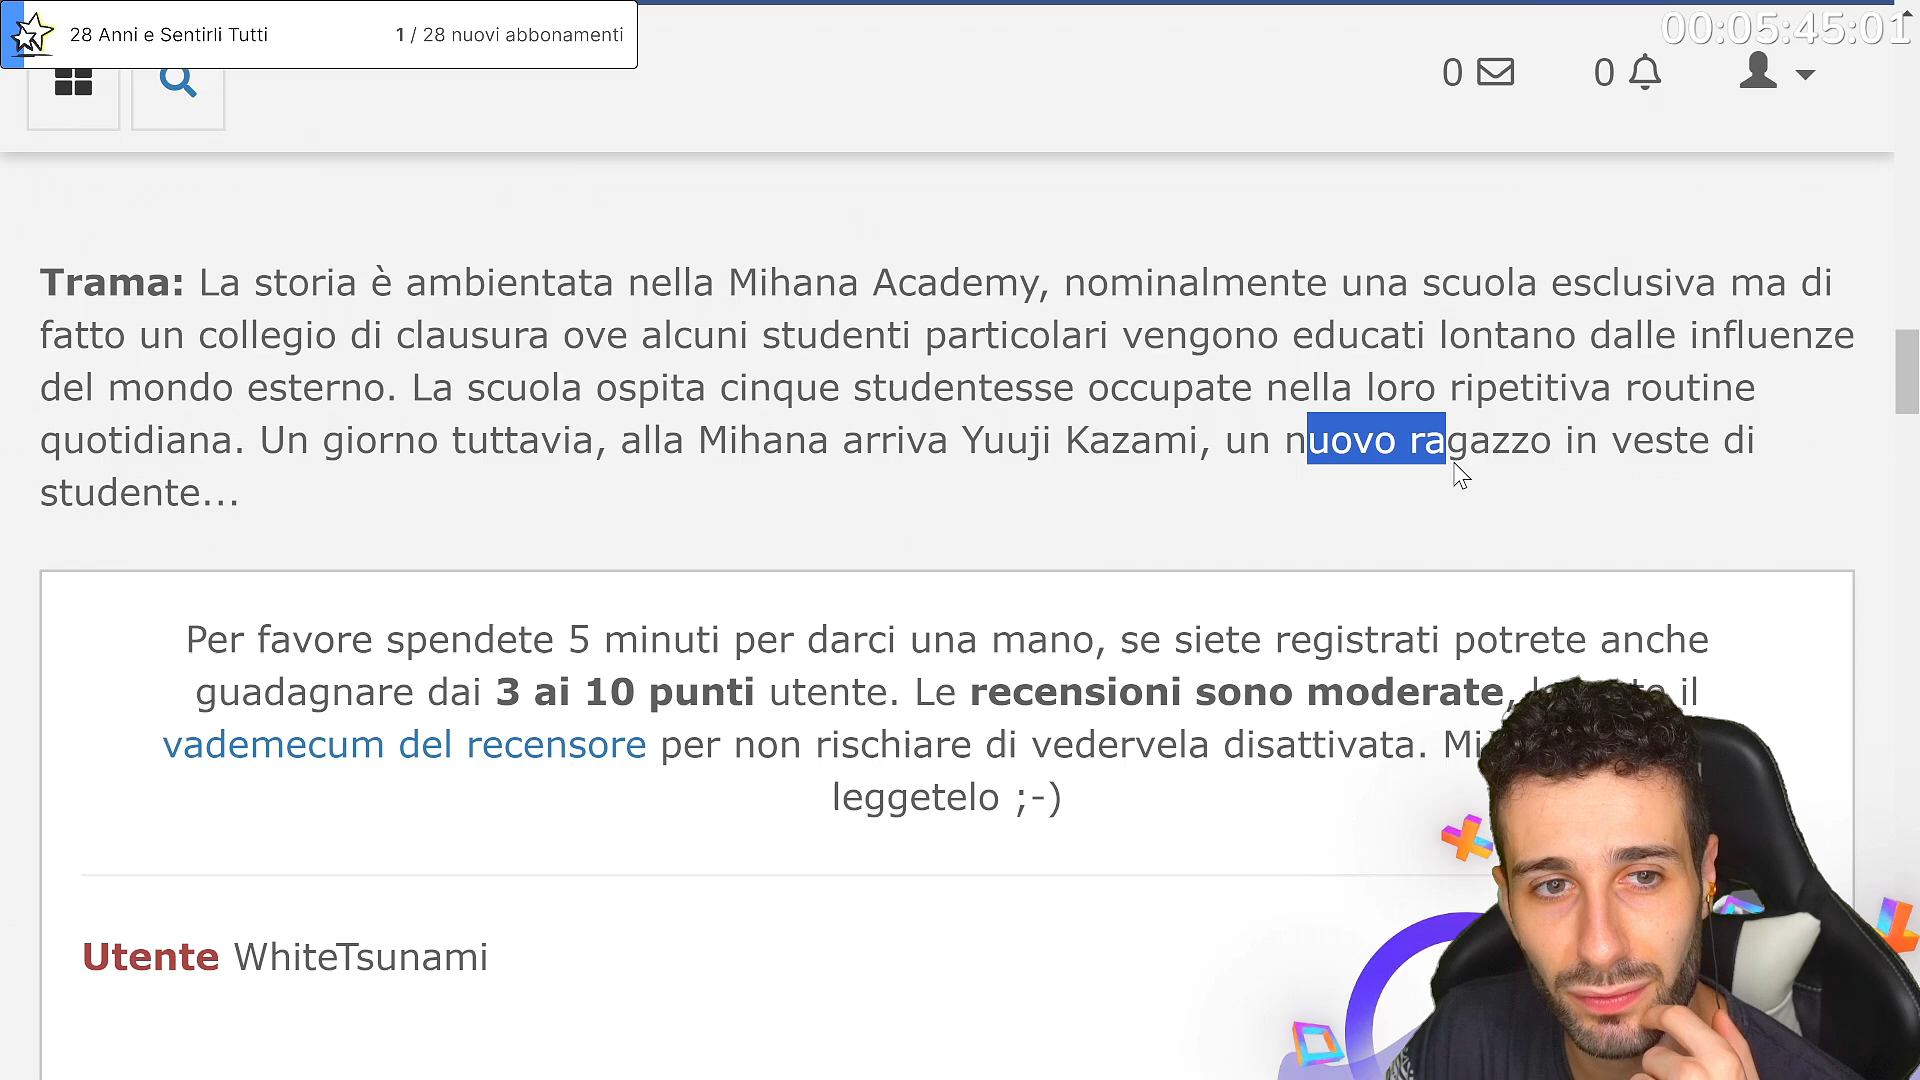 28 Anni e Sentirli Tutti 1 / 28 nuovi abbonamenti
00:05:45:01
0 0
Trama: La storia è ambientata nella Mihana Academy, nominalmente una scuola esclusiva ma di
fatto un collegio di clausura ove alcuni studenti particolari vengono educati lontano dalle influenze
del mondo esterno. La scuola ospita cinque studentesse occupate nella loro ripetitiva routine
quotidiana. Un giorno tuttavia, alla Mihana arriva Yuuji Kazami, un nuovo ragazzo in veste di
studente...
Per favore spendete 5 minuti per darci una mano, se siete registrati potrete anche
guadagnare dai 3 ai 10 punti utente. Le recensioni sono moderate, il
vademecum del recensore per non rischiare di vedervela disattivata.
leggetelo ;-)
Utente WhiteTsunami